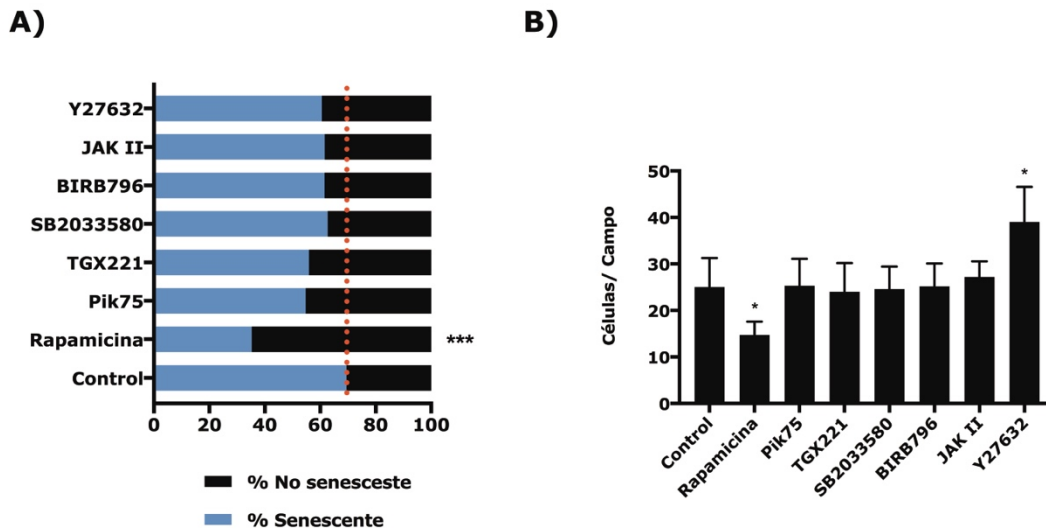 A)
Y27632
JAK II
BIRB796
SB2033580
TGX221
Pik75
Rapamicina
***
Control
0 20 40 60 80 100
% No senesceste
% Senescente
B)
Células/ Campo
50
40
30
20
10
0
*
*
Control
Rapamicina
Pik75
TGX221
SB2033580
BIRB796
JAK II
Y27632